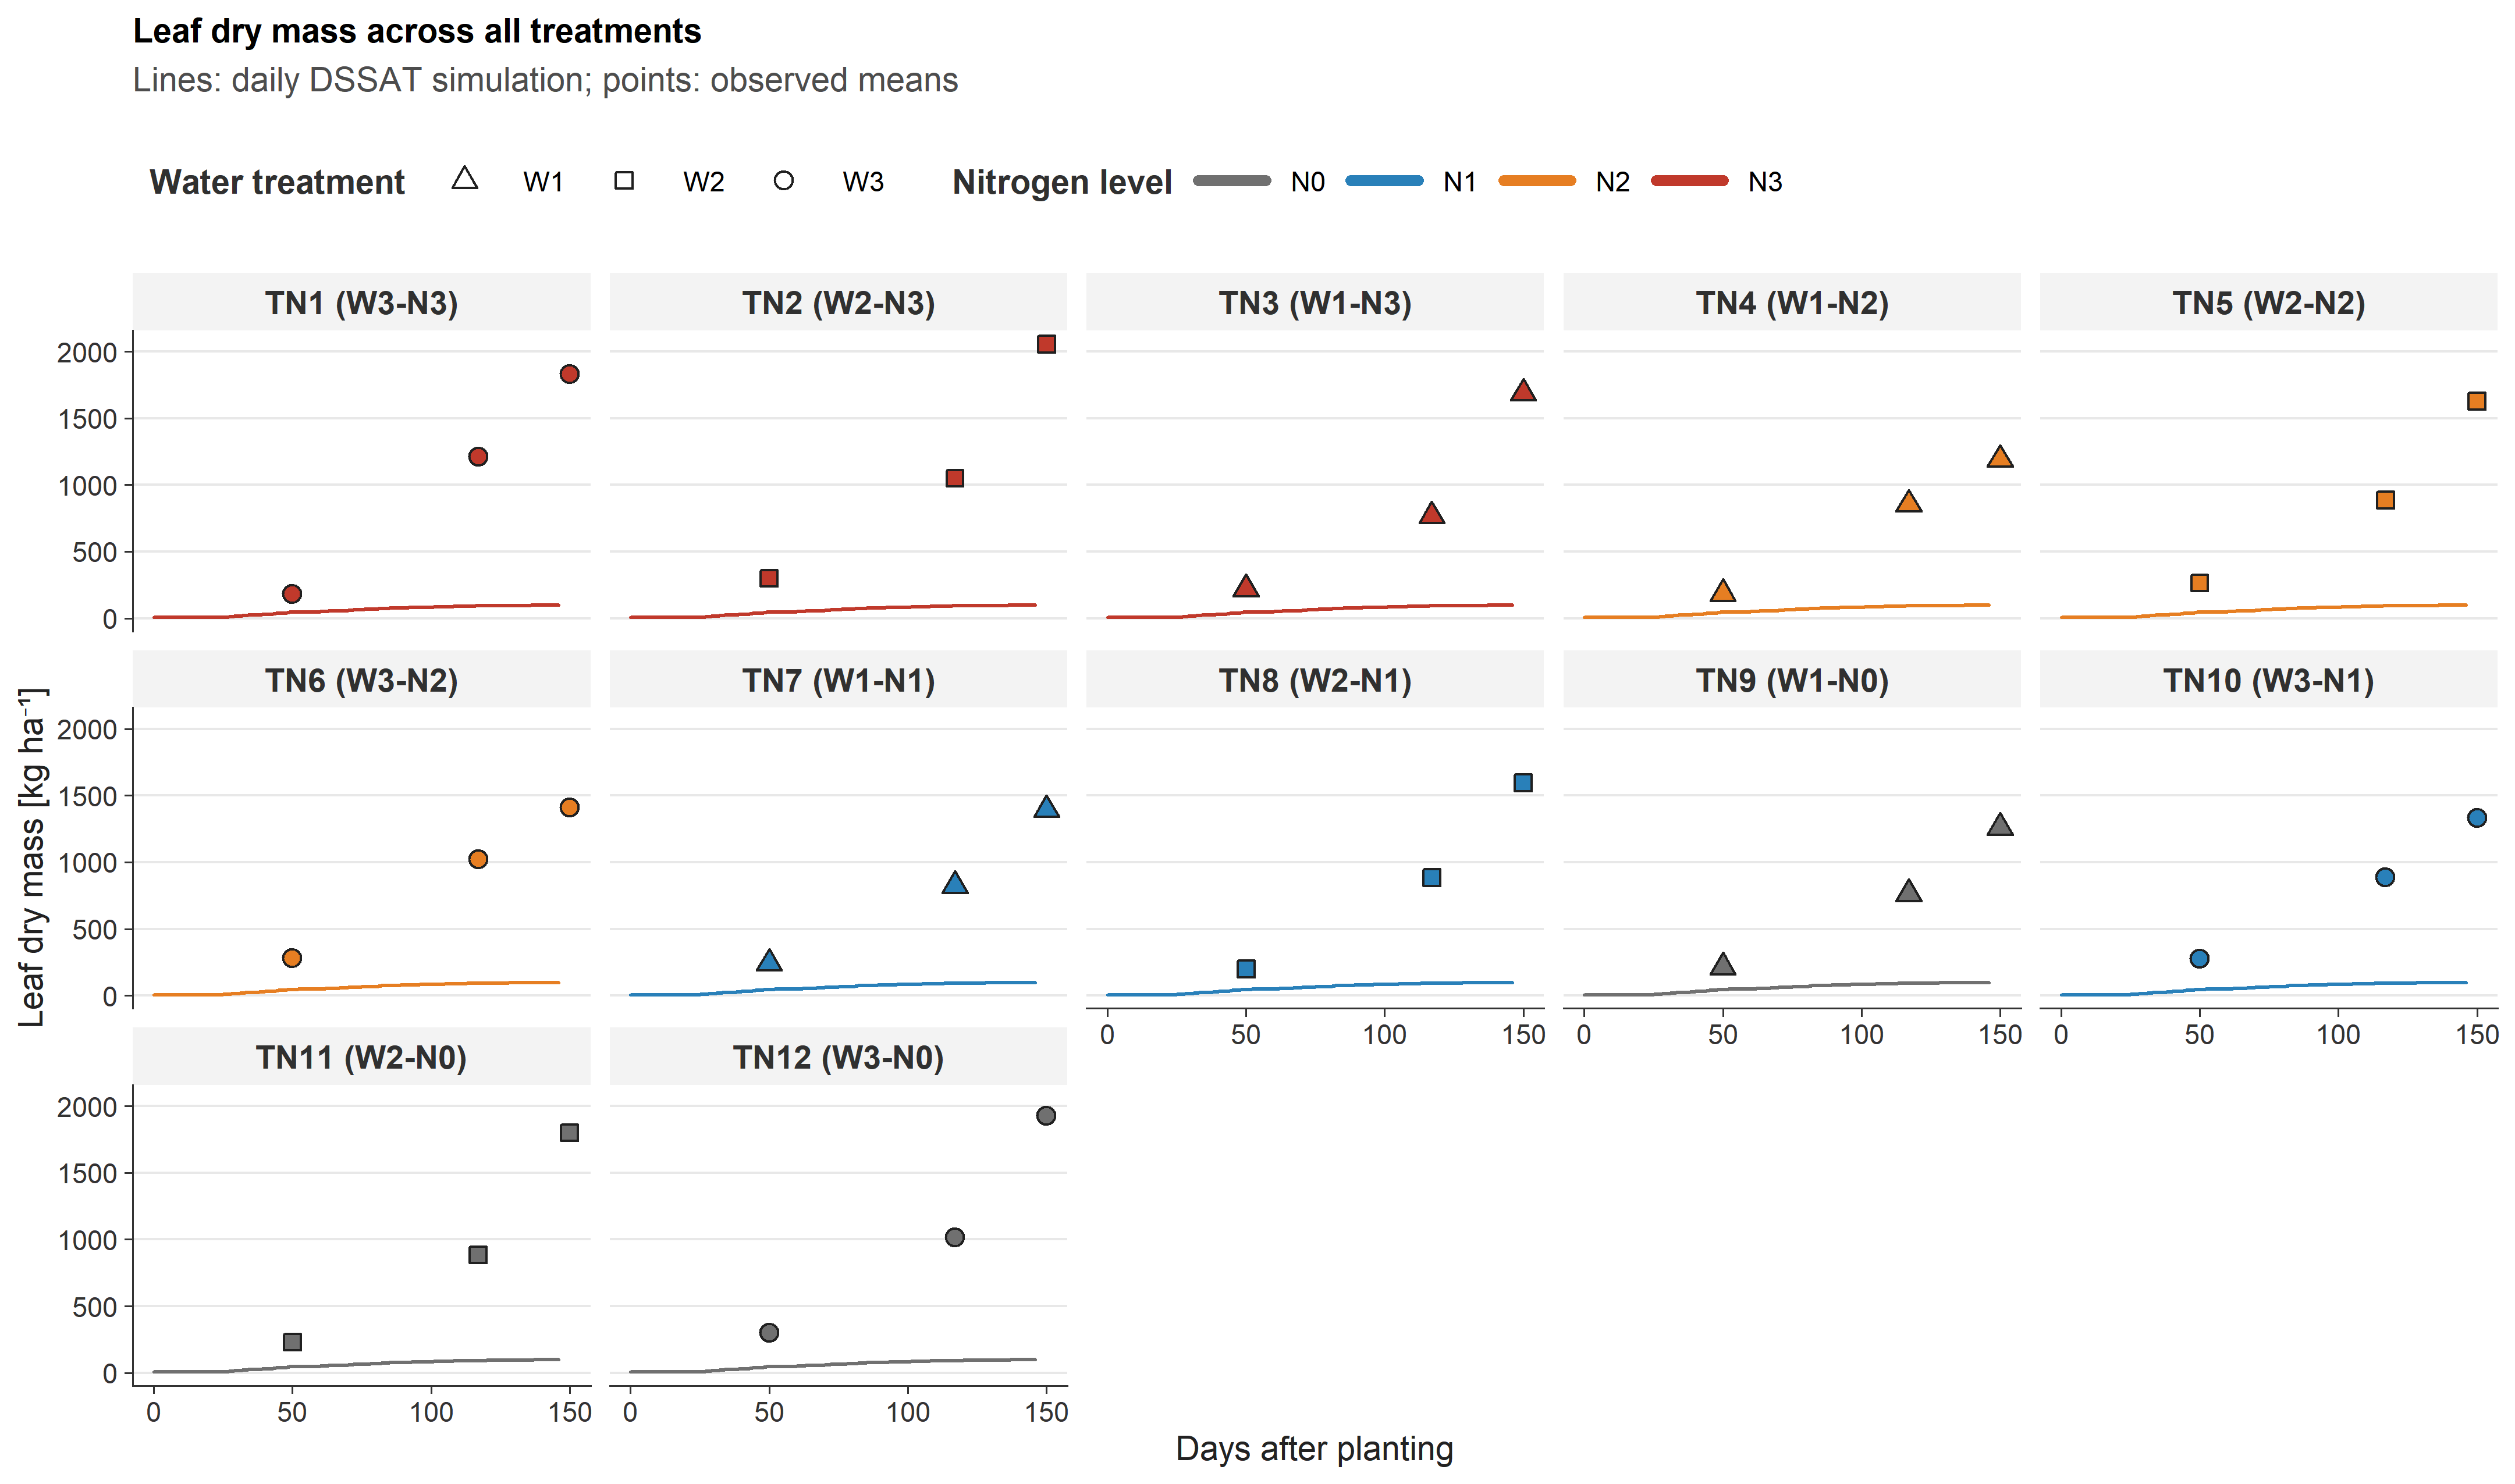 Leaf dry mass across all treatments
Lines: daily DSSAT simulation; points: observed means
Water treatment W1 W2 W3 Nitrogen level N0 N1 N2 N3
TN1 (W3-N3) TN2 (W2-N3) TN3 (W1-N3) TN4 (W1-N2) TN5 (W2-N2)
2000
1500
1000
500
0
TN6 (W3-N2) TN7 (W1-N1) TN8 (W2-N1) TN9 (W1-N0) TN10 (W3-N1)
2000
1500
1000
500
0
0 50 100 150 0 50 100 150 0 50 100 150
TN11 (W2-N0) TN12 (W3-N0)
2000
1500
1000
500
0
0 50 100 150 0 50 100 150
Leaf dry mass [kg ha⁻¹]
Days after planting